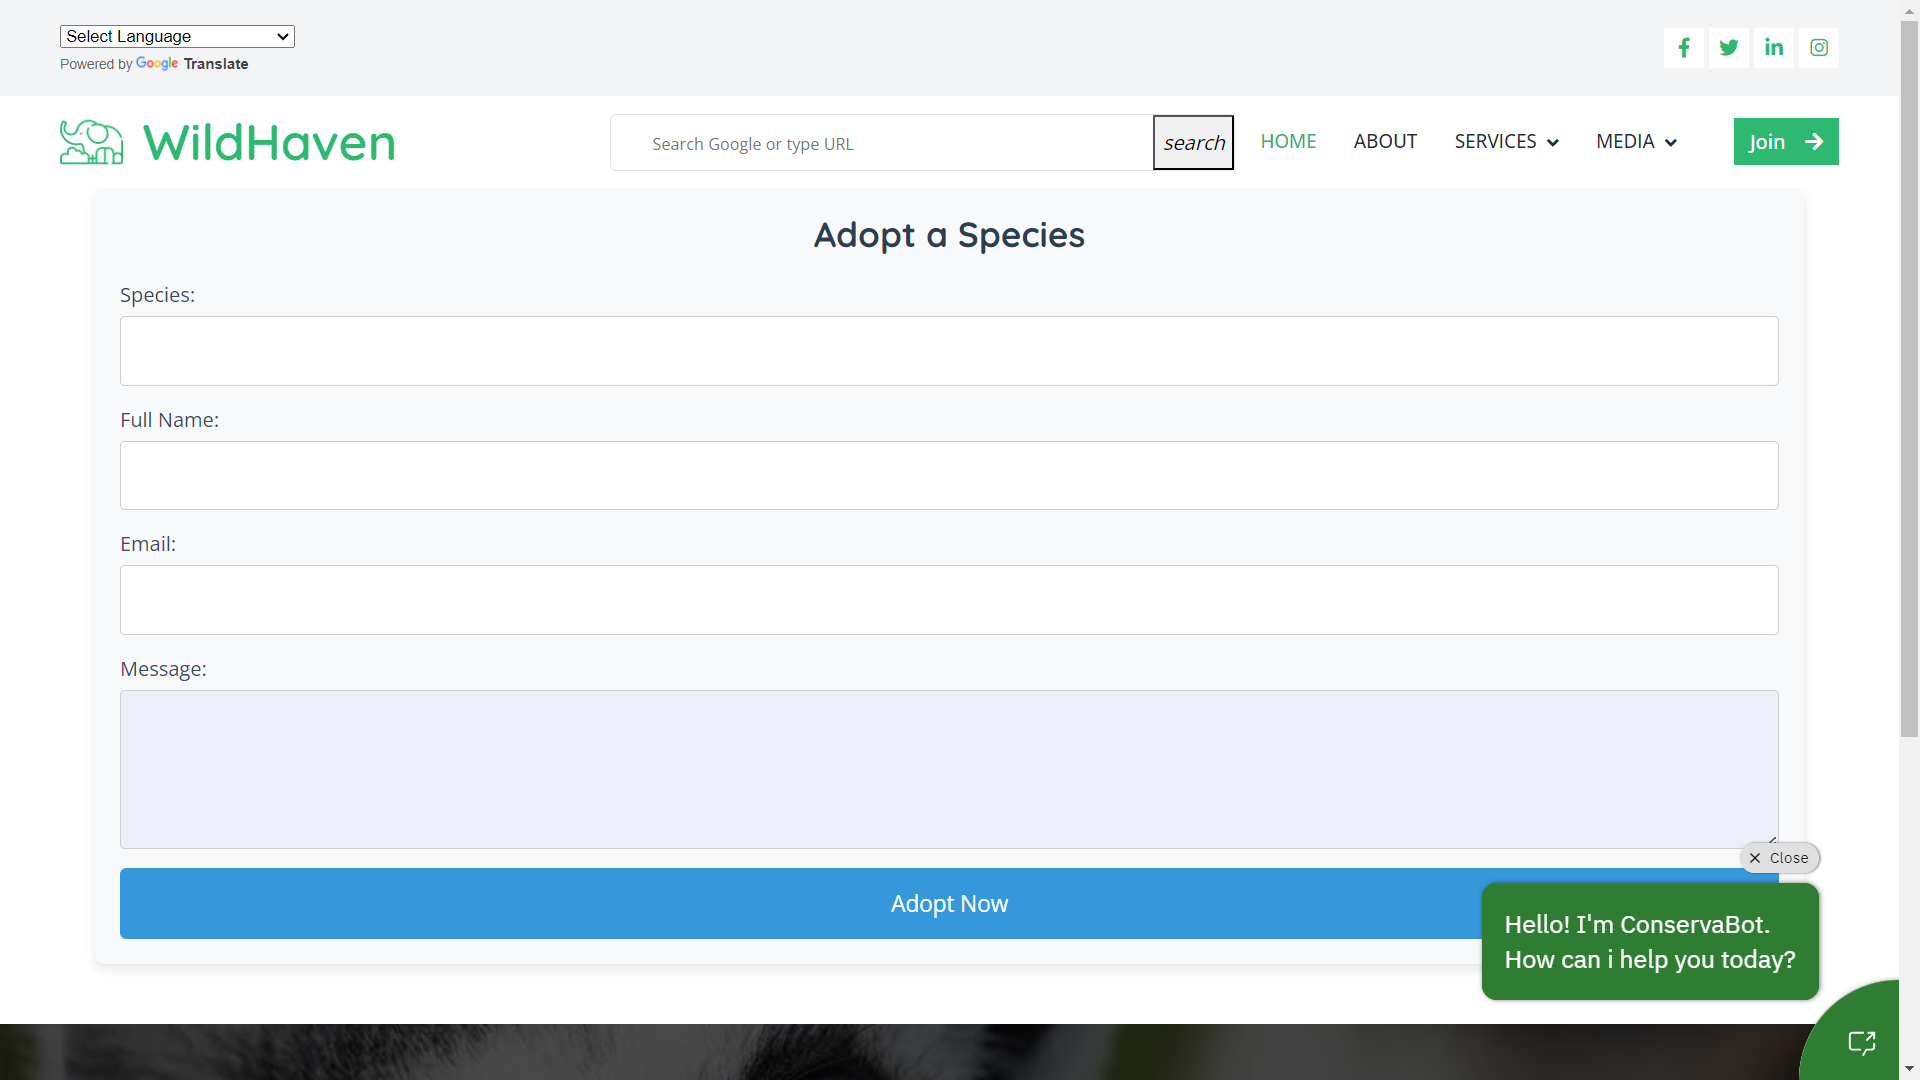 Select Language
Powered by Google Translate
WildHaven
Search Google or type URL
search
HOME
ABOUT
SERVICES
MEDIA
Join
Adopt a Species
Species:
Full Name:
Email:
Message:
Adopt Now
Close
Hello! I'm ConservaBot.
How can i help you today?